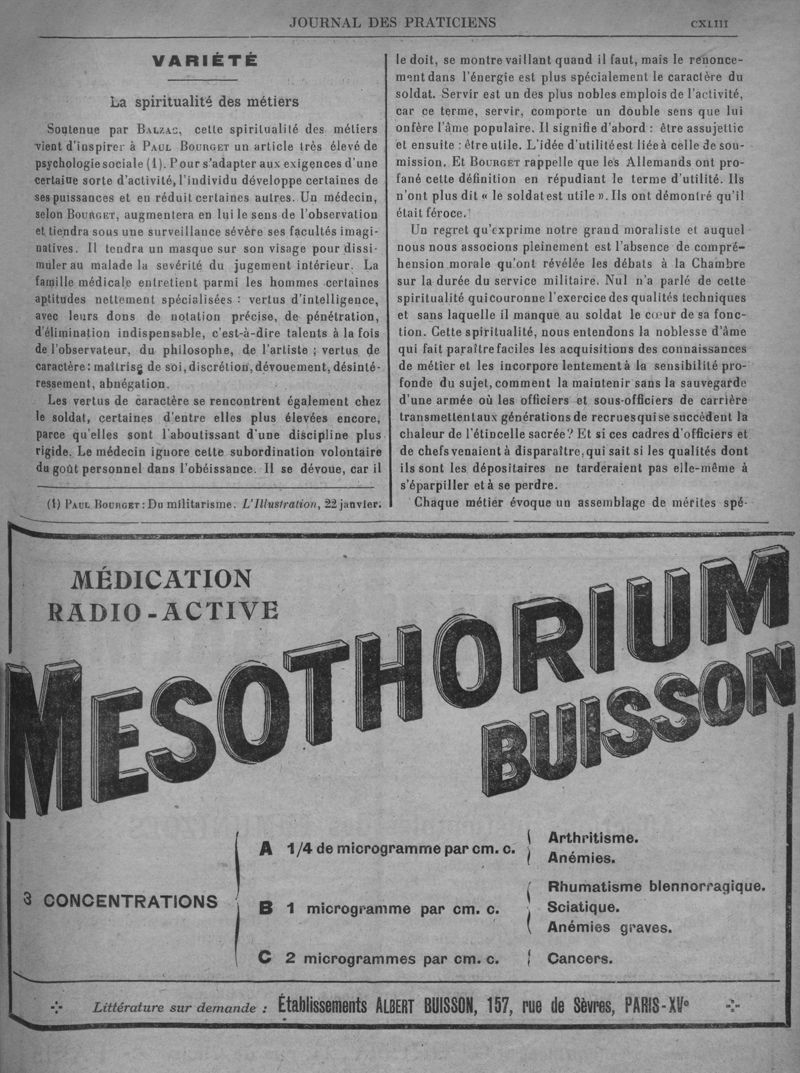 JOURNAL DES PRATICIENS
CXLIII
VARIÉTÉ
La spiritualité des métiers
Soutenue par BALZAC, cette spiritualité des métiers
vient d'inspirer à PAUL BOURGET un article très élevé de
psychologie sociale (1). Pour s'adapter aux exigences d'une
certaine sorte d'activité, l'individu développe certaines de
ses puissances et en réduit certaines autres. Un médecin,
selon BOURGET, augmentera en lui le sens de l'observation
et tiendra sous une surveillance sévère ses facultés imagi-
natives. Il tendra un masque sur son visage pour dissi-
muler au malade la sevérité du jugement intérieur. La
famille médicale entretient parmi les hommes certaines
aptitudes nettement spécialisées : vertus d'intelligence,
avec leurs dons de notation précise, de pénétration,
d'élimination indispensable, c'est-à-dire talents à la fois
de l'observateur, du philosophe, de l'artiste ; vertus de
caractère : maîtrise de soi, discrétion, dévouement, désinté-
ressement, abnégation.
Les vertus de caractère se rencontrent également chez
le soldat, certaines d'entre elles plus élevées encore,
parce qu'elles sont l'aboutissant d'une discipline plus
rigide. Le médecin ignore cette subordination volontaire
du goût personnel dans l'obéissance. Il se dévoue, car il
(1) PAUL BOURGET : Du militarisme. L'Illustration, 22 janvier.
le doit, se montre vaillant quand il faut, mais le renonce-
ment dans l'énergie est plus spécialement le caractère du
soldat. Servir est un des plus nobles emplois de l'activité,
car ce terme, servir, comporte un double sens que lui
onfère l'âme populaire. Il signifie d'abord : être assujettie
et ensuite : être utile. L'idée d'utilité est liée à celle de sou-
mission. Et BOURGET rappelle que les Allemands ont pro-
fané cette définition en répudiant le terme d'utilité. Ils
n'ont plus dit « le soldat est utile ». Ils ont démontré qu'il
était féroce.
Un regret qu'exprime notre grand moraliste et auquel
nous nous associons pleinement est l'absence de compré-
hension morale qu'ont révélée les débats à la Chambre
sur la durée du service militaire. Nul n'a parlé de cette
spiritualité qui couronne l'exercice des qualités techniques
et sans laquelle il manque au soldat le cœur de sa fonc-
tion. Cette spiritualité, nous entendons la noblesse d'âme
qui fait paraître faciles les acquisitions des connaissances
de métier et les incorpore lentement à la sensibilité pro-
fonde du sujet, comment la maintenir sans la sauvegarde
d'une armée où les officiers et sous-officiers de carrière
transmettent aux générations de recrues qui se succèdent la
chaleur de l'étincelle sacrée ? Et si ces cadres d'officiers et
de chefs venaient à disparaître, qui sait si les qualités dont
ils sont les dépositaires ne tarderaient pas elle-même à
s'éparpiller et à se perdre.
Chaque métier évoque un assemblage de mérites spé-
MÉDICATION
RADIO-ACTIVE
MESOTHORIUM
BUISSON
3 CONCENTRATIONS
A 1/4 de microgramme par cm. c.
Arthritisme.
Anémies.
B 1 microgramme par cm. c.
Rhumatisme blennorragique.
Sciatique.
Anémies graves.
C 2 microgrammes par cm. c.
Cancers.
Littérature sur demande : Établissements ALBERT BUISSON, 157, rue de Sèvres, PARIS-XVe